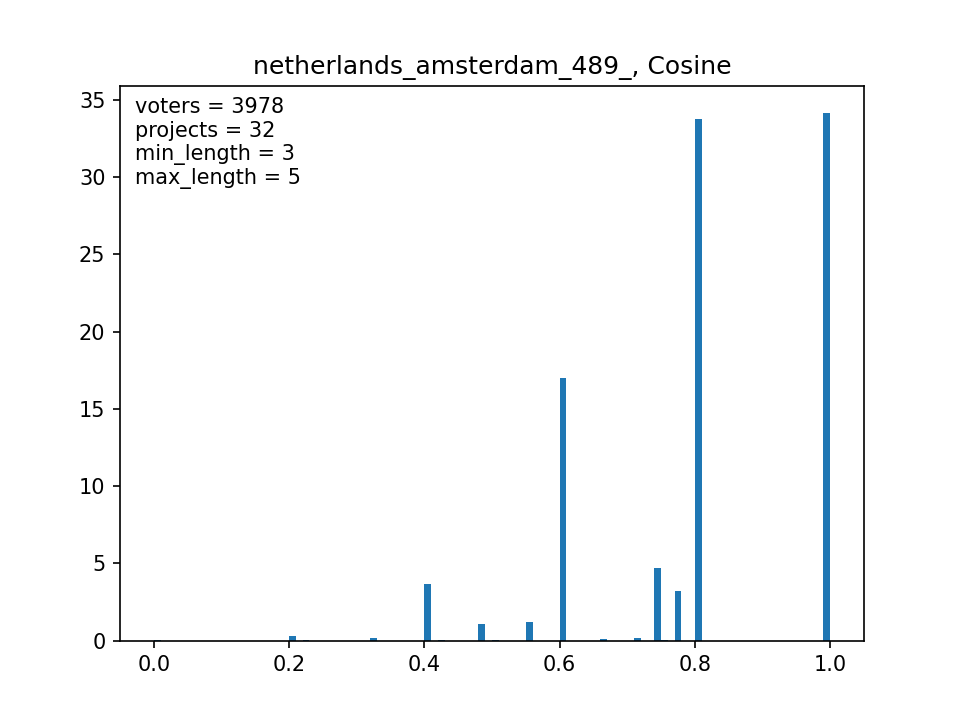 netherlands_amsterdam_489_, Cosine
voters = 3978
projects = 32
min_length = 3
max_length = 5
35
30
25
20
15
10
5
0
0.0 0.2 0.4 0.6 0.8 1.0